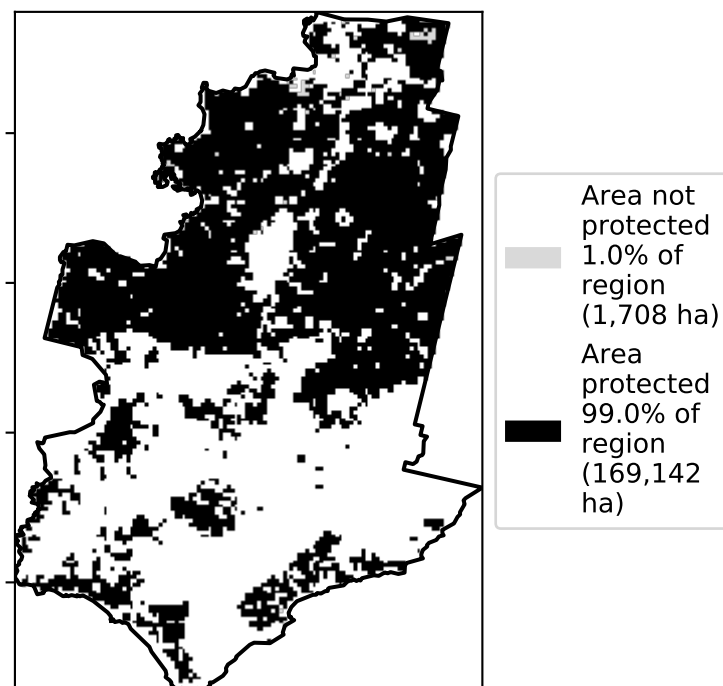 Area not
protected
1.0% of
region
(1,708 ha)
Area
protected
99.0% of
region
(169,142
ha)